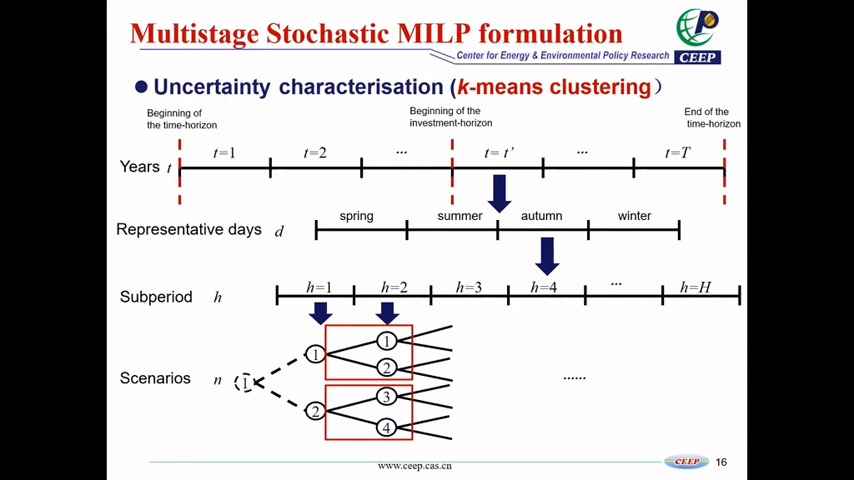 Multistage Stochastic MILP formulation
Center for Energy & Environmental Policy Research
CEEP
Uncertainty characterisation (k-means clustering）
Beginning of
the time-horizon
Beginning of the
investment-horizon
End of the
time-horizon
Years t
t=1
t=2
...
t= t’
...
t=T
Representative days d
spring
summer
autumn
winter
Subperiod h
h=1
h=2
h=3
h=4
...
h=H
Scenarios n
1
1
2
1
2
3
4
......
www.ceep.cas.cn
CEEP
16